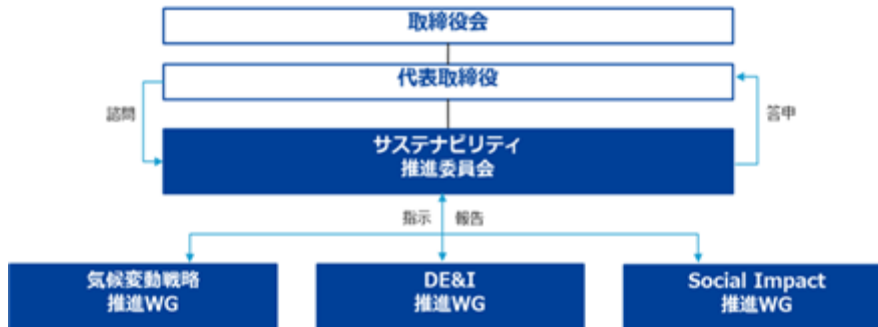 取締役会
代表取締役
諮問
答申
サステナビリティ
推進委員会
指示 報告
気候変動戦略
推進WG
DE&I
推進WG
Social Impact
推進WG